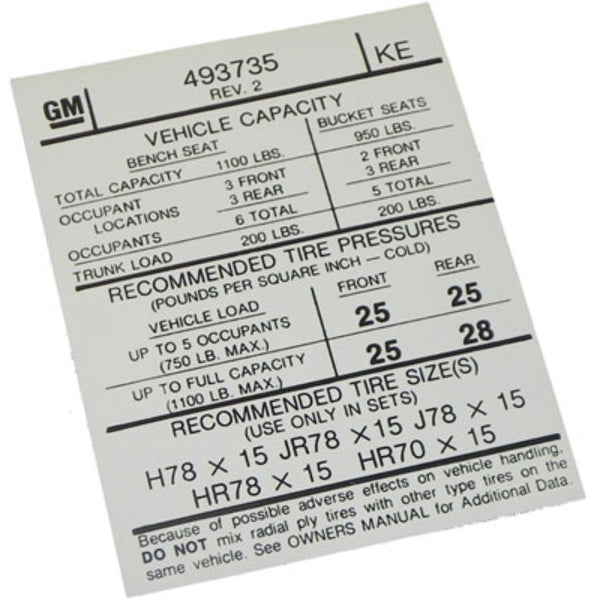 GM 493735 KE
REV. 2
VEHICLE CAPACITY
BENCH SEAT BUCKET SEATS
TOTAL CAPACITY 1100 LBS. 950 LBS.
OCCUPANT 3 FRONT 2 FRONT
LOCATIONS 3 REAR 3 REAR
OCCUPANTS 6 TOTAL 5 TOTAL
TRUNK LOAD 200 LBS. 200 LBS.
RECOMMENDED TIRE PRESSURES
(POUNDS PER SQUARE INCH — COLD)
VEHICLE LOAD FRONT REAR
UP TO 5 OCCUPANTS 25 25
(750 LB. MAX.)
UP TO FULL CAPACITY 25 28
(1100 LB. MAX.)
RECOMMENDED TIRE SIZE(S)
(USE ONLY IN SETS)
H78 X 15 JR78 X15 J78 X 15
HR78 X 15 HR70 X 15
Because of possible adverse effects on vehicle handling,
DO NOT mix radial ply tires with other type tires on the
same vehicle. See OWNERS MANUAL for Additional Data.